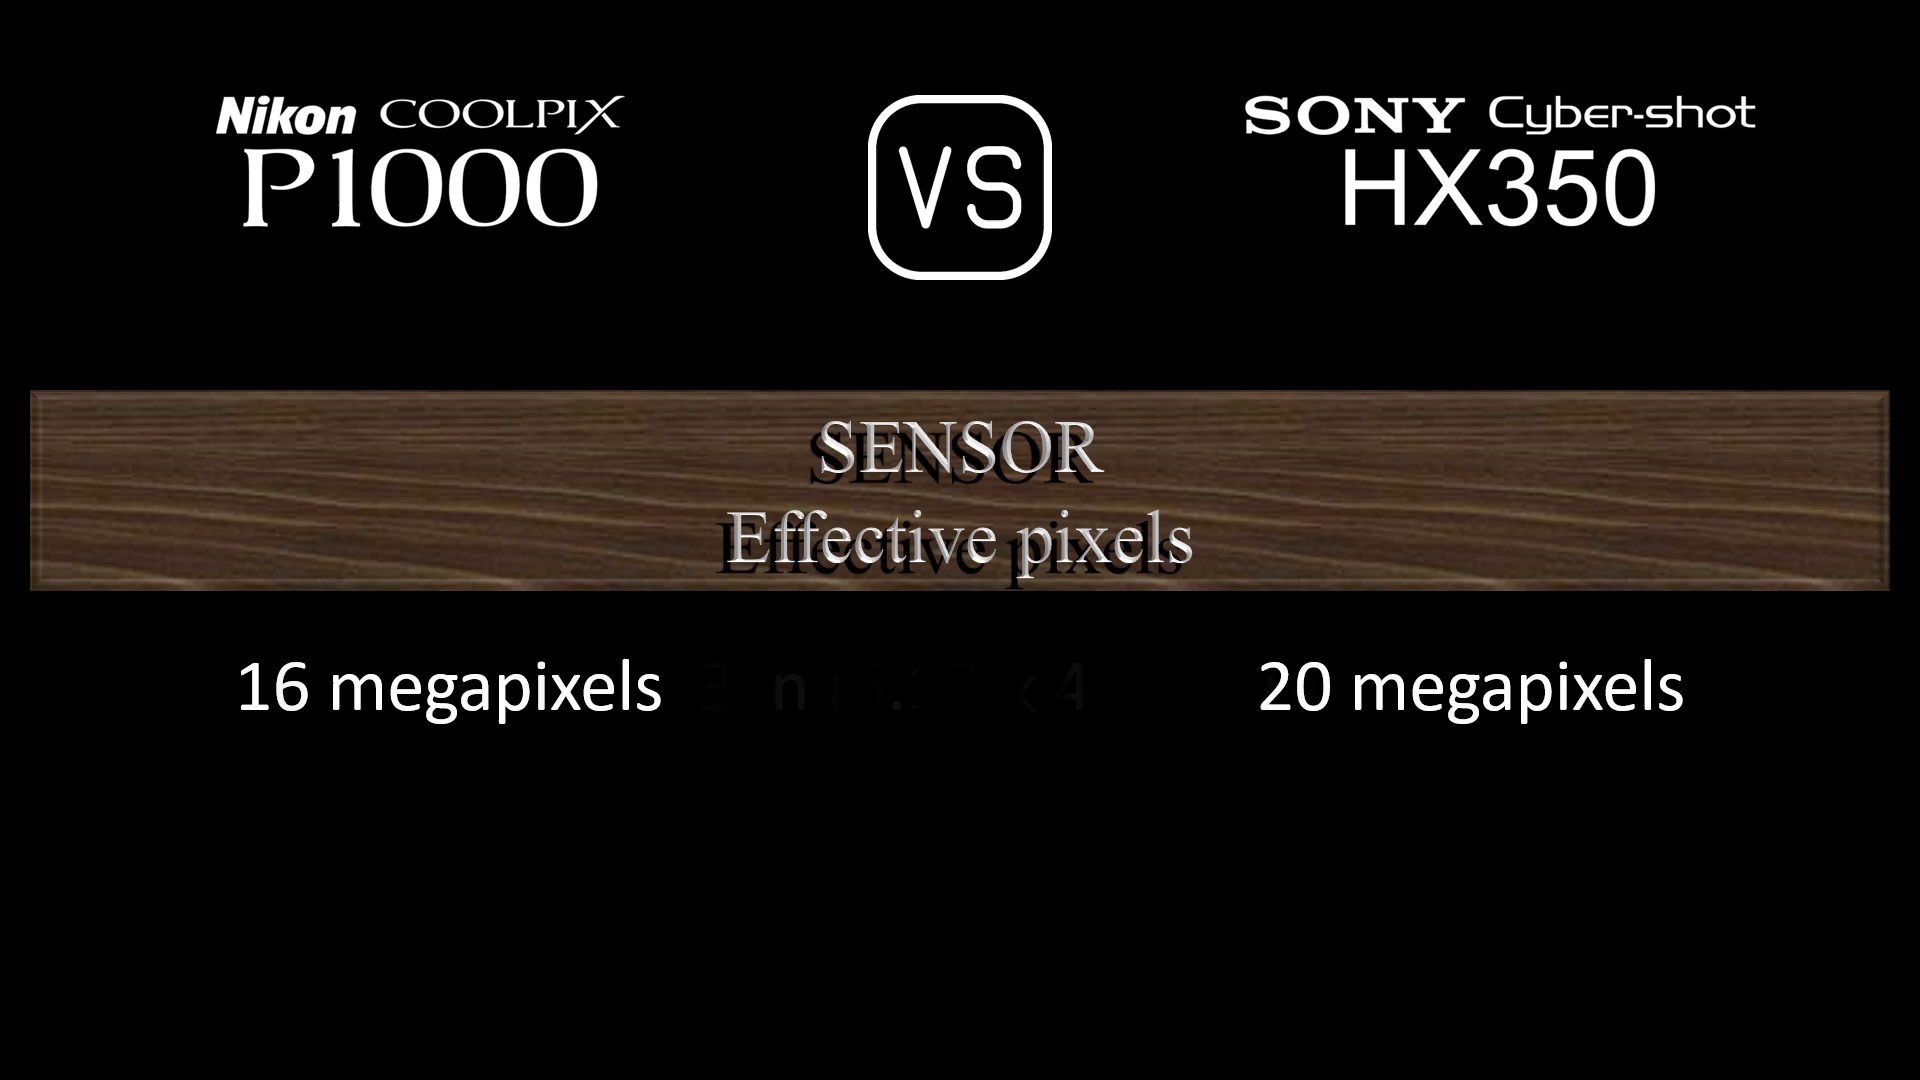 Nikon COOLPIX
P1000
VS
SONY Cyber-shot
HX350
SENSOR
Effective pixels
16 megapixels
20 megapixels